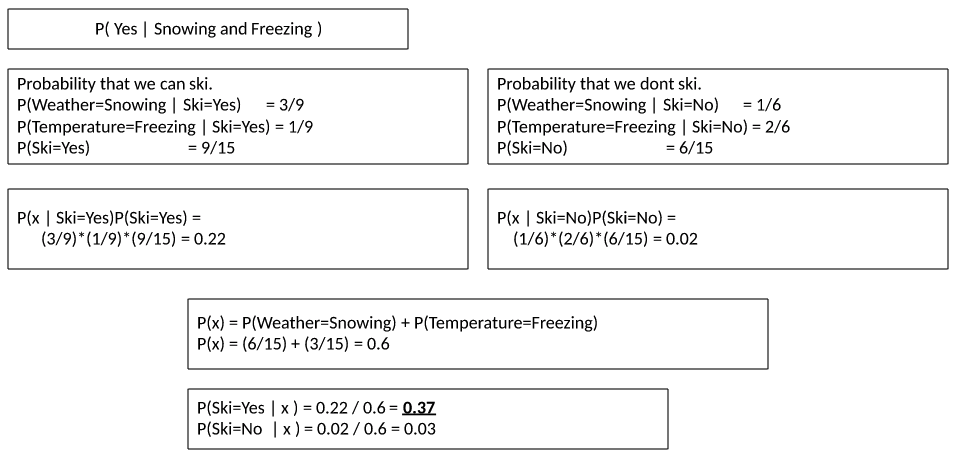 P( Yes | Snowing and Freezing )
Probability that we can ski.
P(Weather=Snowing | Ski=Yes) = 3/9
P(Temperature=Freezing | Ski=Yes) = 1/9
P(Ski=Yes) = 9/15
Probability that we dont ski.
P(Weather=Snowing | Ski=No) = 1/6
P(Temperature=Freezing | Ski=No) = 2/6
P(Ski=No) = 6/15
P(x | Ski=Yes)P(Ski=Yes) =
(3/9)*(1/9)*(9/15) = 0.22
P(x | Ski=No)P(Ski=No) =
(1/6)*(2/6)*(6/15) = 0.02
P(x) = P(Weather=Snowing) + P(Temperature=Freezing)
P(x) = (6/15) + (3/15) = 0.6
P(Ski=Yes | x ) = 0.22 / 0.6 = 0.37
P(Ski=No | x ) = 0.02 / 0.6 = 0.03